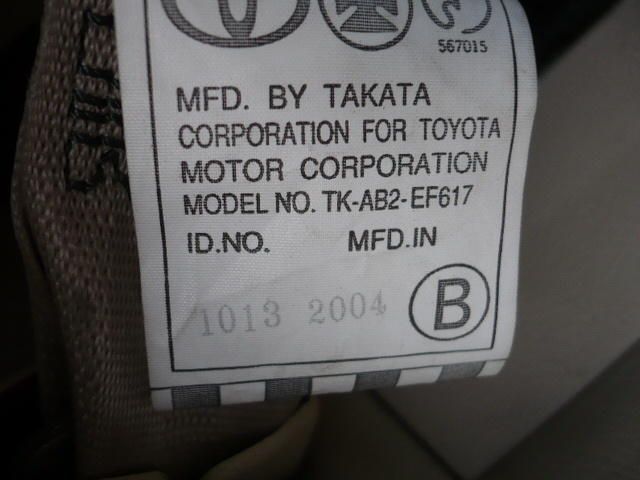 567015
MFD. BY TAKATA
CORPORATION FOR TOYOTA
MOTOR CORPORATION
MODEL NO. TK-AB2-EF617
ID.NO. MFD.IN
1013 2004 B